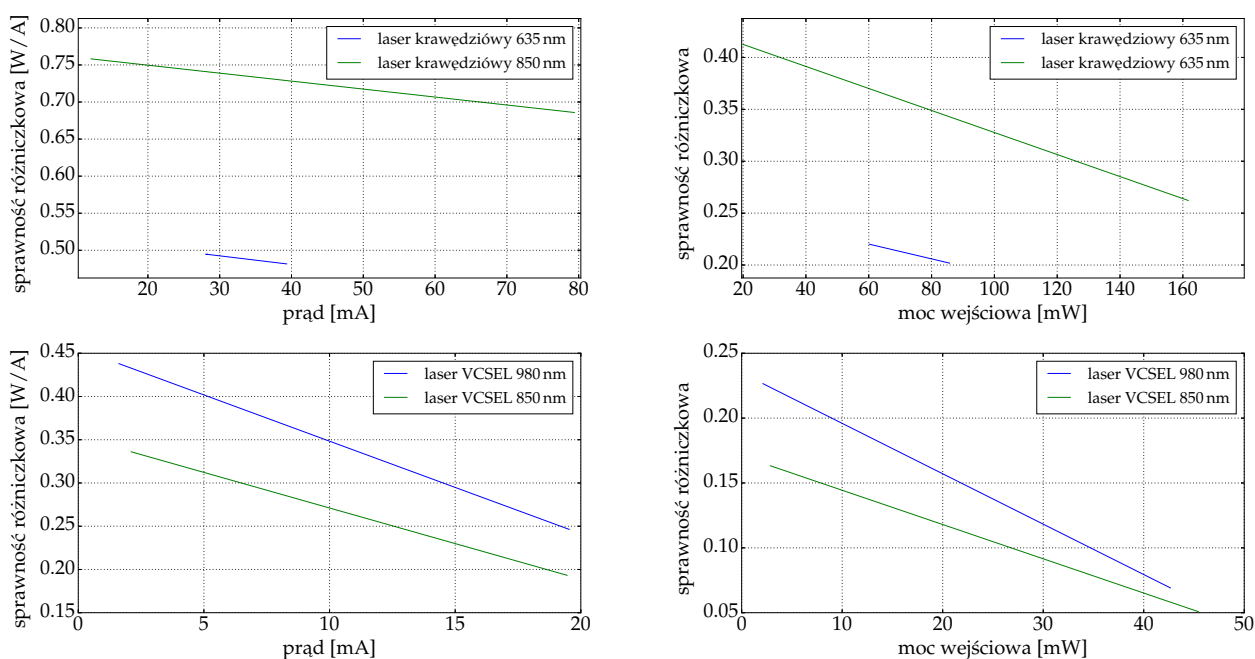 sprawność różniczkowa [W / A]
0.80
0.75
0.70
0.65
0.60
0.55
0.50
20 30 40 50 60 70 80
prąd [mA]
laser krawędzióẃy 635 nm
laser krawędzióẃy 850 nm
sprawność różniczkowa
0.40
0.35
0.30
0.25
0.20
20 40 60 80 100 120 140 160
moc wejściowa [mW]
laser krawędziowy 635 nm
laser krawędziowy 635 nm
sprawność różniczkowa [W / A]
0.45
0.40
0.35
0.30
0.25
0.20
0.15
0 5 10 15 20
prąd [mA]
laser VCSEL 980 nm
laser VCSEL 850 nm
sprawność różniczkowa
0.25
0.20
0.15
0.10
0.05
0 10 20 30 40 50
moc wejściowa [mW]
laser VCSEL 980 nm
laser VCSEL 850 nm